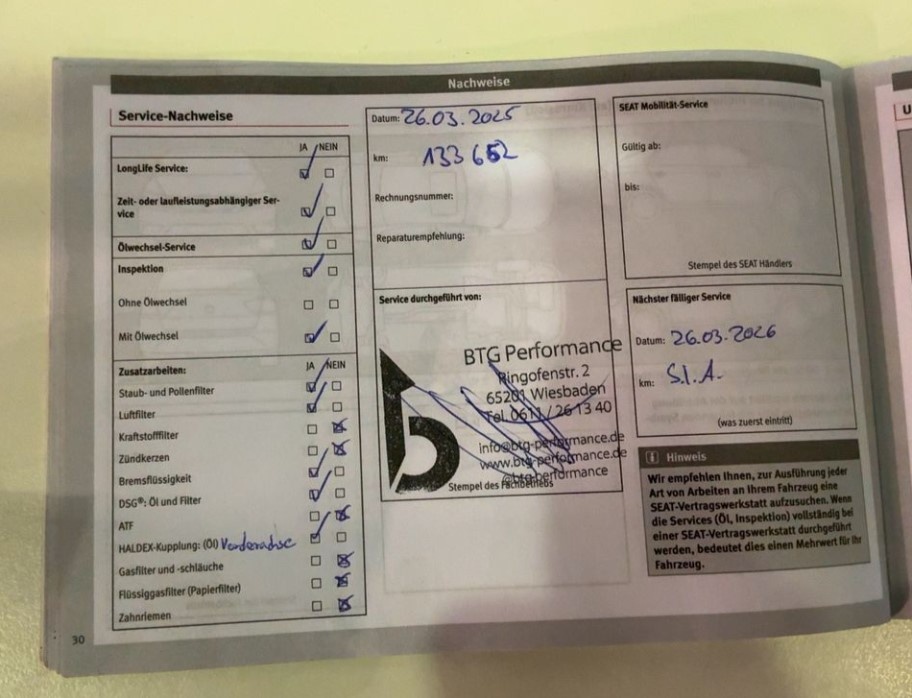 Nachweise
Service-Nachweise
JA NEIN
LongLife Service:
Zeit- oder laufleistungsabhängiger Ser-
vice
Ölwechsel-Service
Inspektion
Ohne Ölwechsel
Mit Ölwechsel
Zusatzarbeiten: JA NEIN
Staub- und Pollenfilter
Luftfilter
Kraftstofffilter
Zündkerzen
Bremsflüssigkeit
DSG®: Öl und Filter
ATF
HALDEX-Kupplung: (Öl) Vorderachse
Gasfilter und -schläuche
Flüssiggasfilter (Papierfilter)
Zahnriemen
30
Datum: 26.03.2025
km: 133 652
Rechnungsnummer:
Reparaturempfehlung:
Service durchgeführt von:
BTG Performance
Ringofenstr. 2
65201 Wiesbaden
Tel. 0611 / 26 13 40
info@btg-performance.de
www.btg-performance.de
@btg-performance
Stempel des Fachbetriebs
SEAT Mobilität-Service
Gültig ab:
bis:
Stempel des SEAT Händlers
Nächster fälliger Service
Datum: 26.03.2026
km: S.I.A.
(was zuerst eintritt)
Hinweis
Wir empfehlen Ihnen, zur Ausführung jeder
Art von Arbeiten an Ihrem Fahrzeug eine
SEAT-Vertragswerkstatt aufzusuchen. Wenn
die Services (Öl, Inspektion) vollständig bei
einer SEAT-Vertragswerkstatt durchgeführt
werden, bedeutet dies einen Mehrwert für Ihr
Fahrzeug.
U